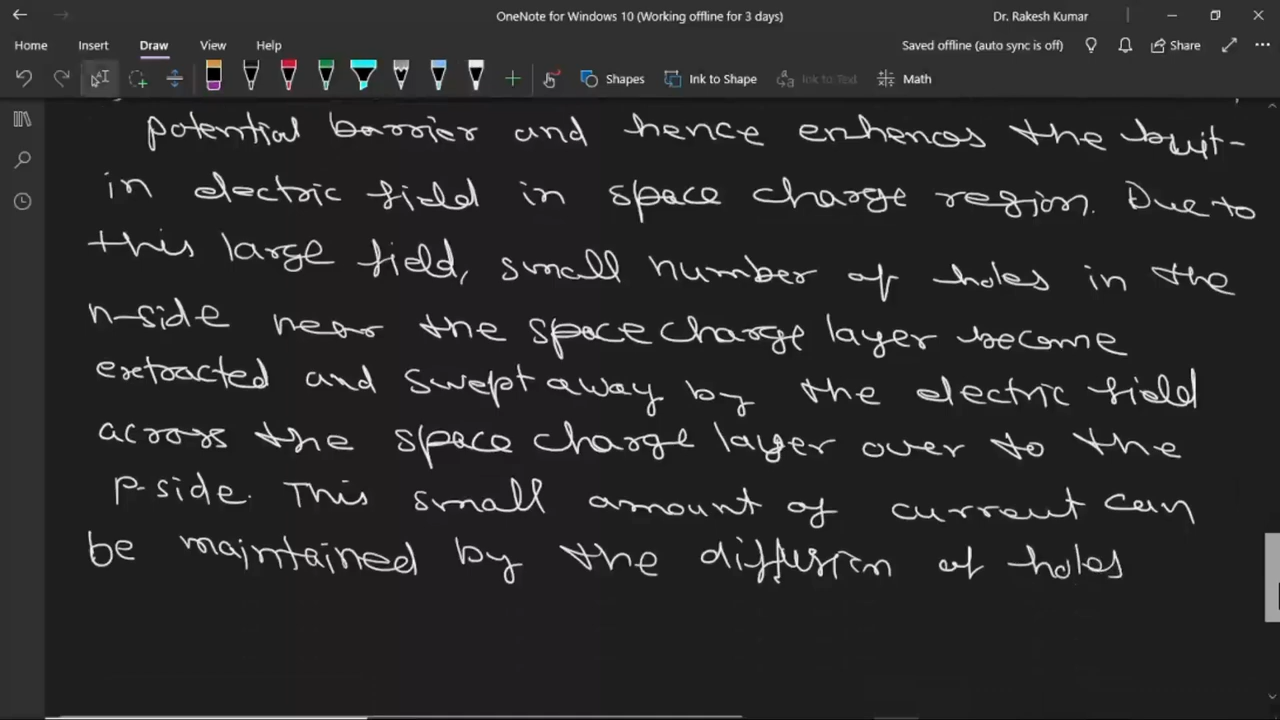 OneNote for Windows 10 (Working offline for 3 days)
Dr. Rakesh Kumar
Home Insert Draw View Help
Saved offline (auto sync is off) Share
Shapes Ink to Shape Ink to Text Math
potential barrier and hence enhences the buit-
in electric field in space charge region. Due to
this large field, small number of holes in the
n-side near the space charge layer become
extracted and swept away by the electric field
across the space charge layer over to the
p-side. This small amount of current can
be maintained by the diffusion of holes